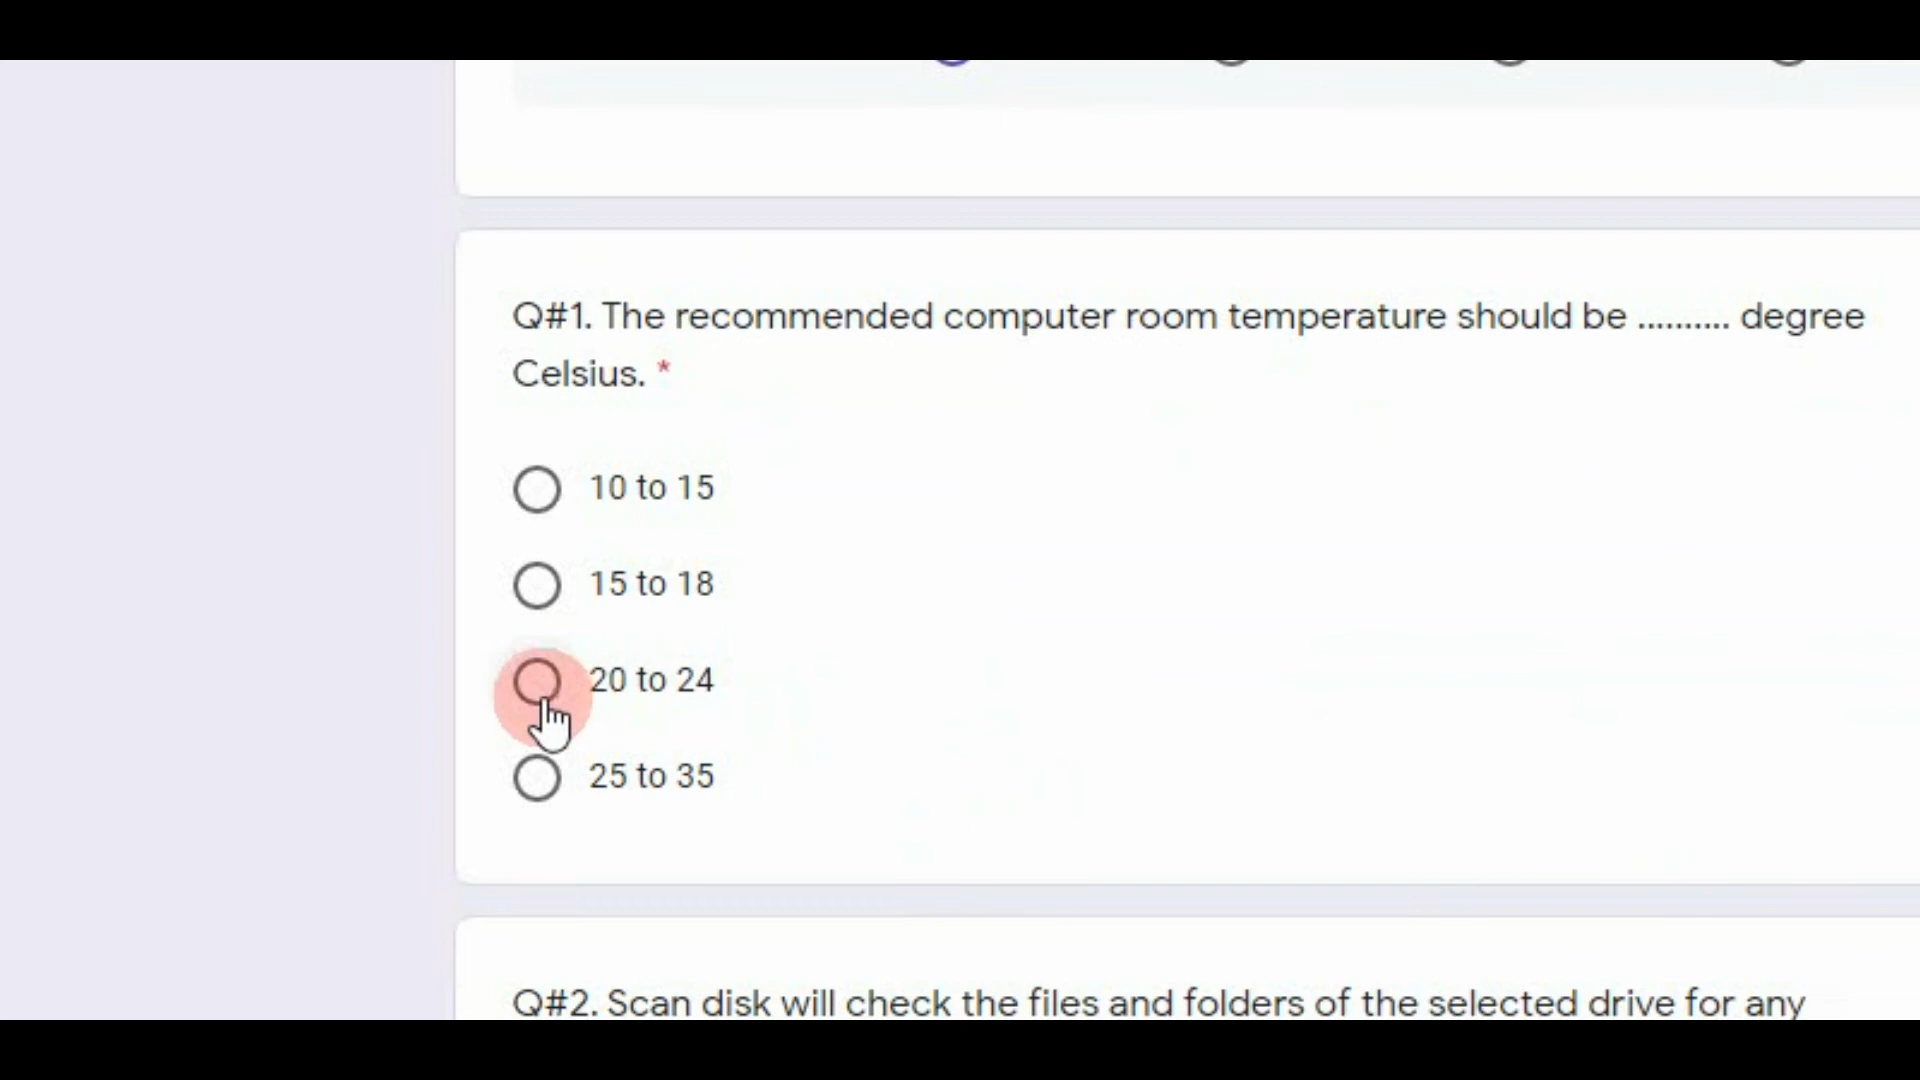 Q#1. The recommended computer room temperature should be .......... degree
Celsius. *
10 to 15
15 to 18
20 to 24
25 to 35
Q#2. Scan disk will check the files and folders of the selected drive for any